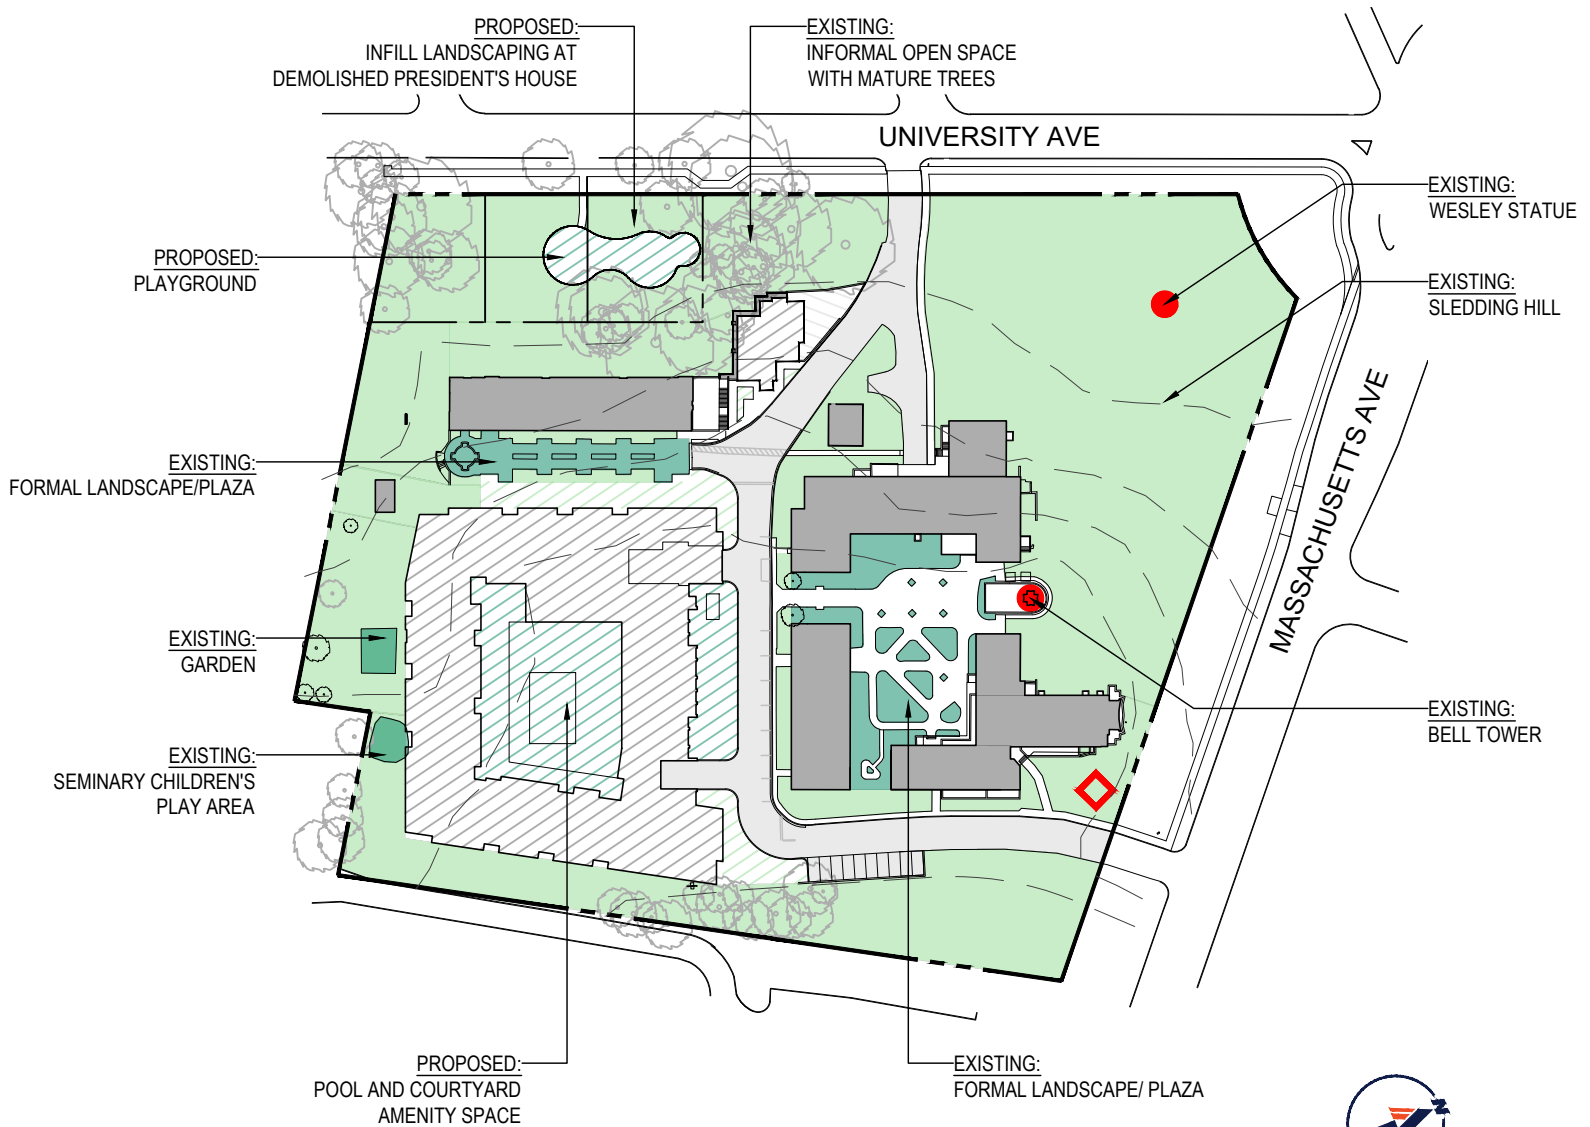 PROPOSED:
INFILL LANDSCAPING AT
DEMOLISHED PRESIDENT'S HOUSE
EXISTING:
INFORMAL OPEN SPACE
WITH MATURE TREES
UNIVERSITY AVE
EXISTING:
WESLEY STATUE
PROPOSED:
PLAYGROUND
EXISTING:
SLEDDING HILL
MASSACHUSETTS AVE
EXISTING:
FORMAL LANDSCAPE/PLAZA
EXISTING:
GARDEN
EXISTING:
BELL TOWER
EXISTING:
SEMINARY CHILDREN'S
PLAY AREA
PROPOSED:
POOL AND COURTYARD
AMENITY SPACE
EXISTING:
FORMAL LANDSCAPE/ PLAZA
N